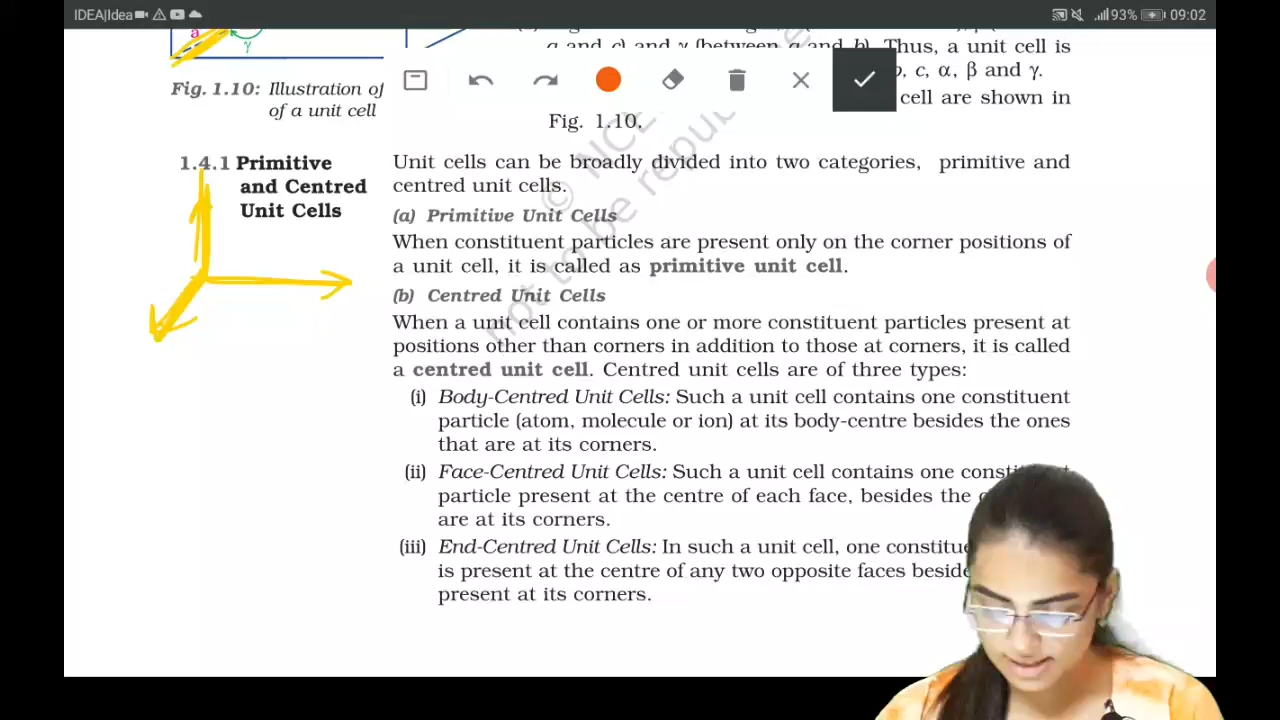 IDEA|Idea 93% 09:02
a
γ
a and c) and γ (between a and b). Thus, a unit cell is
, c, α, β and γ.
Fig. 1.10: Illustration of
cell are shown in
of a unit cell
Fig. 1.10.
1.4.1 Primitive
and Centred
Unit Cells
Unit cells can be broadly divided into two categories, primitive and
centred unit cells.
(a) Primitive Unit Cells
When constituent particles are present only on the corner positions of
a unit cell, it is called as primitive unit cell.
(b) Centred Unit Cells
When a unit cell contains one or more constituent particles present at
positions other than corners in addition to those at corners, it is called
a centred unit cell. Centred unit cells are of three types:
(i) Body-Centred Unit Cells: Such a unit cell contains one constituent
particle (atom, molecule or ion) at its body-centre besides the ones
that are at its corners.
(ii) Face-Centred Unit Cells: Such a unit cell contains one
particle present at the centre of each face, besides the
are at its corners.
(iii) End-Centred Unit Cells: In such a unit cell, one
is present at the centre of any two opposite faces
present at its corners.
© NCE
not to be repu